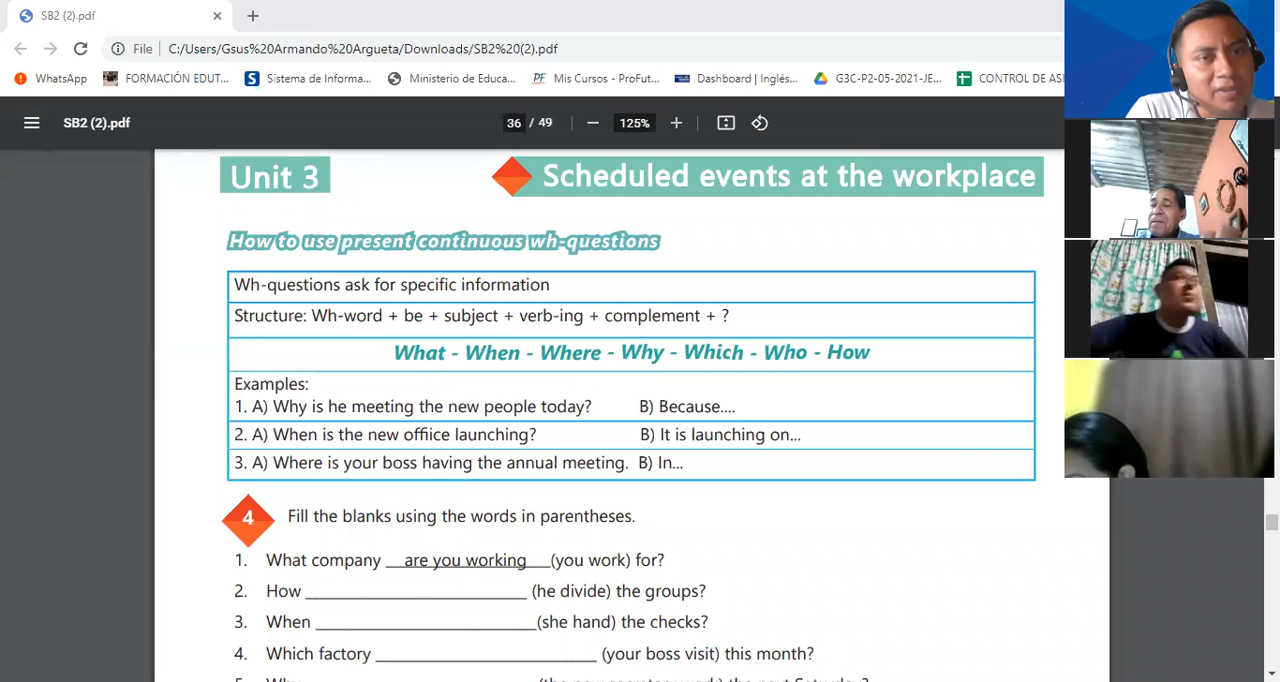 SB2 (2).pdf
File
C:/Users/Gsus%20Armando%20Argueta/Downloads/SB2%20(2).pdf
WhatsApp
FORMACIÓN EDUT...
Sistema de Informa...
Ministerio de Educa...
Mis Cursos - ProFut...
Dashboard | Inglés...
G3C-P2-05-2021-JE...
CONTROL DE ASI
SB2 (2).pdf
36 / 49
125%
Unit 3
Scheduled events at the workplace
How to use present continuous wh-questions
Wh-questions ask for specific information
Structure: Wh-word + be + subject + verb-ing + complement + ?
What - When - Where - Why - Which - Who - How
Examples:
1. A) Why is he meeting the new people today? B) Because....
2. A) When is the new office launching? B) It is launching on...
3. A) Where is your boss having the annual meeting. B) In...
4 Fill the blanks using the words in parentheses.
1. What company __are you working___(you work) for?
2. How __________________________ (he divide) the groups?
3. When __________________________(she hand) the checks?
4. Which factory __________________________ (your boss visit) this month?